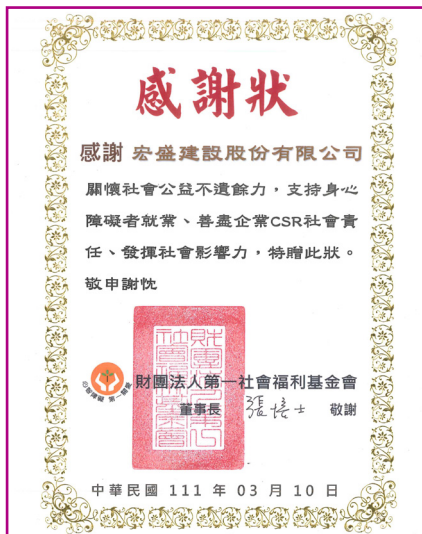 感謝狀
感謝 宏盛建設股份有限公司
關懷社會公益不遺餘力，支持身心
障礙者就業、善盡企業CSR社會責
任、發揮社會影響力，特贈此狀。
敬申謝忱
財團法人第一社會福利基金會
董事長 張培士 敬謝
中華民國 111 年 03 月 10 日